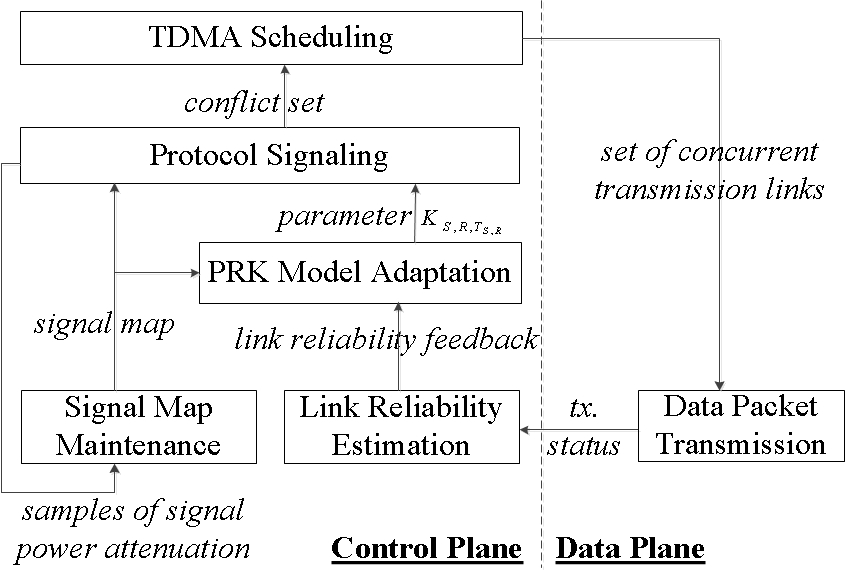 TDMA Scheduling
conflict set
Protocol Signaling
set of concurrent
transmission links
parameter K S,R,T S,R
PRK Model Adaptation
signal map
link reliability feedback
Signal Map
Maintenance
Link Reliability
Estimation
tx.
status
Data Packet
Transmission
samples of signal
power attenuation
Control Plane
Data Plane